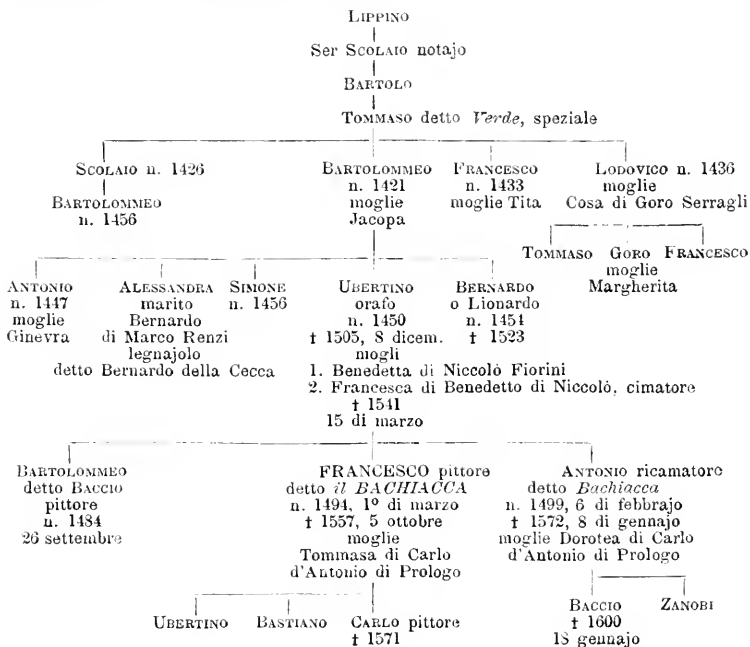 LIPPINO
Ser SCOLAIO notajo
BARTOLO
TOMMASO detto Verde, speziale
SCOLAIO n. 1426
BARTOLOMMEO
n. 1456
BARTOLOMMEO
n. 1421
moglie
Jacopa
FRANCESCO
n. 1433
moglie Tita
LODOVICO n. 1436
moglie
Cosa di Goro Serragli
TOMMASO GORO FRANCESCO
moglie
Margherita
ANTONIO
n. 1447
moglie
Ginevra
ALESSANDRA
marito
Bernardo
di Marco Renzi
legnajolo
detto Bernardo della Cecca
SIMONE
n. 1456
UBERTINO
orafo
n. 1450
† 1505, 8 dicem.
mogli
1. Benedetta di Niccolò Fiorini
2. Francesca di Benedetto di Niccolò, cimatore
† 1541
15 di marzo
BERNARDO
o Lionardo
n. 1454
† 1523
BARTOLOMMEO
detto BACCIO
pittore
n. 1484
26 settembre
FRANCESCO pittore
detto il BACHIACCA
n. 1494, 1º di marzo
† 1557, 5 ottobre
moglie
Tommasa di Carlo
d'Antonio di Prologo
ANTONIO ricamatore
detto Bachiacca
n. 1499, 6 di febbrajo
† 1572, 8 di gennajo
moglie Dorotea di Carlo
d'Antonio di Prologo
UBERTINO BASTIANO CARLO pittore
† 1571
BACCIO
† 1600
18 gennajo
ZANOBI